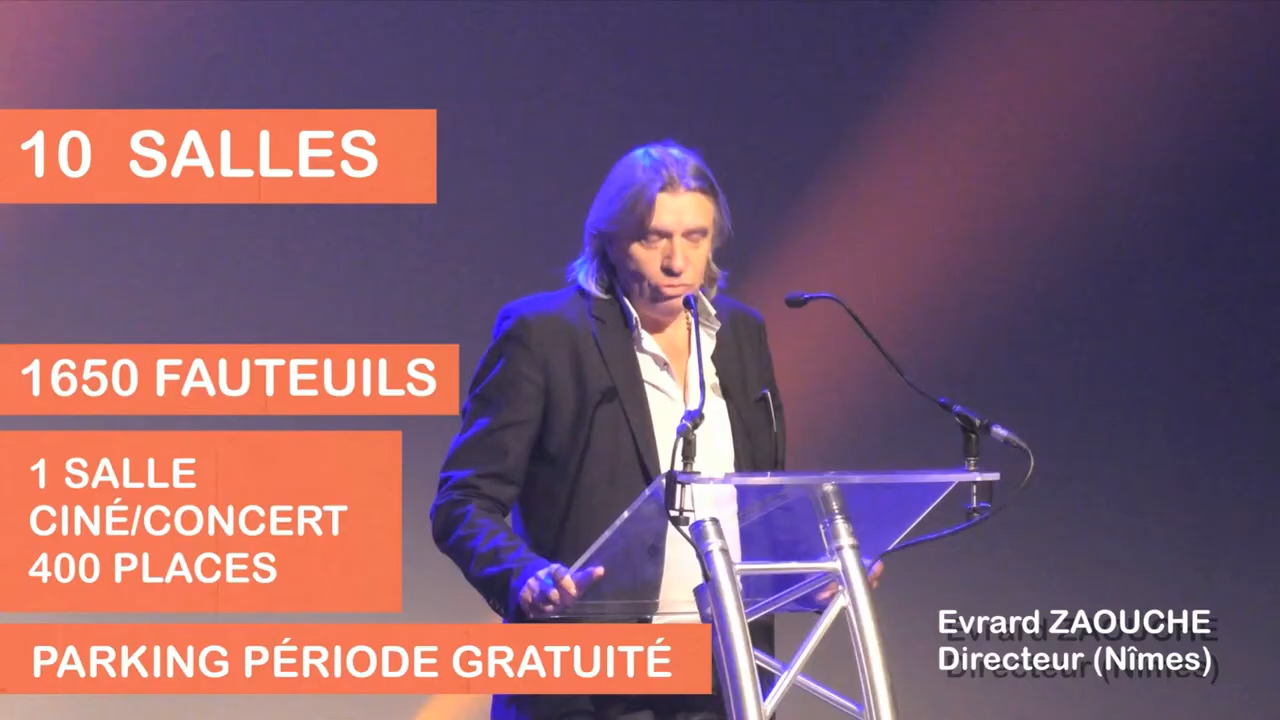 10 SALLES
1650 FAUTEUILS
1 SALLE
CINÉ/CONCERT
400 PLACES
PARKING PÉRIODE GRATUITÉ
Evrard ZAOUCHE
Directeur (Nîmes)